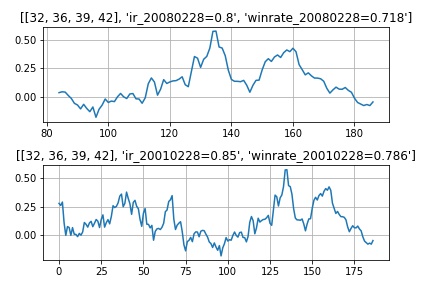 [[32, 36, 39, 42], 'ir_20080228=0.8', 'winrate_20080228=0.718']
0.50
0.25
0.00
80 100 120 140 160 180
[[32, 36, 39, 42], 'ir_20010228=0.85', 'winrate_20010228=0.786']
0.50
0.25
0.00
0 25 50 75 100 125 150 175